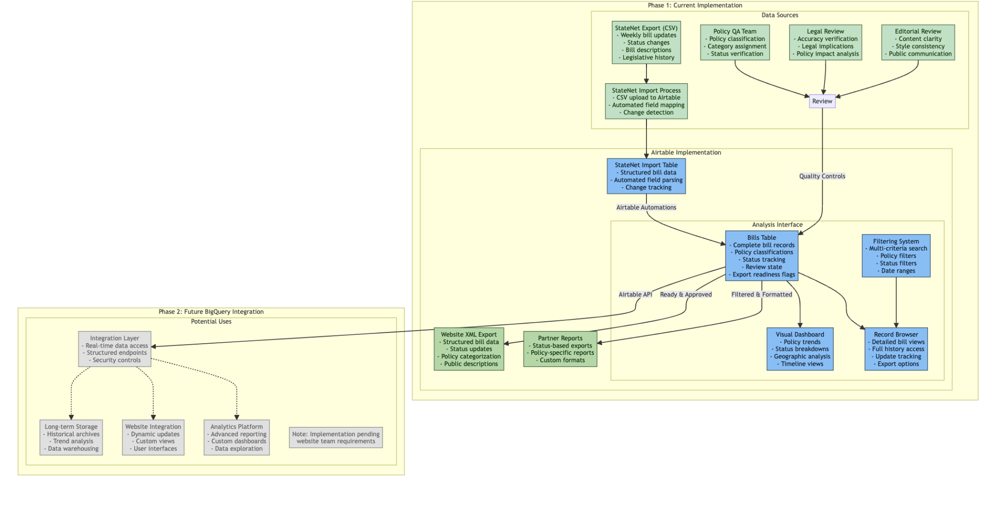 Phase 1: Current Implementation
Data Sources
StateNet Export (CSV)
- Weekly bill updates
- Status changes
- Bill descriptions
- Legislative history
Policy QA Team
- Policy classification
- Category assignment
- Status verification
Legal Review
- Accuracy verification
- Legal implications
- Policy impact analysis
Editorial Review
- Content clarity
- Style consistency
- Public communication
StateNet Import Process
- CSV upload to Airtable
- Automated field mapping
- Change detection
Review
Airtable Implementation
StateNet Import Table
- Structured bill data
- Automated field parsing
- Change tracking
Quality Controls
Airtable Automations
Analysis Interface
Bills Table
- Complete bill records
- Policy classifications
- Status tracking
- Review state
- Export readiness flags
Filtering System
- Multi-criteria search
- Policy filters
- Status filters
- Date ranges
Airtable API
Ready & Approved
Filtered & Formatted
Website XML Export
- Structured bill data
- Status updates
- Policy categorization
- Public descriptions
Partner Reports
- Status-based exports
- Policy-specific reports
- Custom formats
Visual Dashboard
- Policy trends
- Status breakdowns
- Geographic analysis
- Timeline views
Record Browser
- Detailed bill views
- Full history access
- Update tracking
- Export options
Phase 2: Future BigQuery Integration
Potential Uses
Integration Layer
- Real-time data access
- Structured endpoints
- Security controls
Long-term Storage
- Historical archives
- Trend analysis
- Data warehousing
Website Integration
- Dynamic updates
- Custom views
- User interfaces
Analytics Platform
- Advanced reporting
- Custom dashboards
- Data exploration
Note: Implementation pending
website team requirements